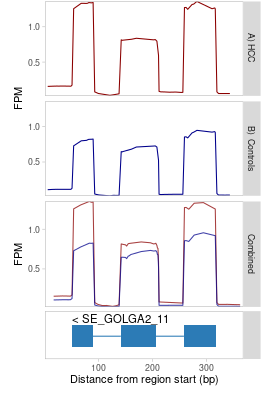 1.0
0.5
A) HCC
FPM
1.0
0.5
B) Controls
1.0
0.5
FPM
Combined
< SE_GOLGA2_11
100
200
300
Distance from region start (bp)